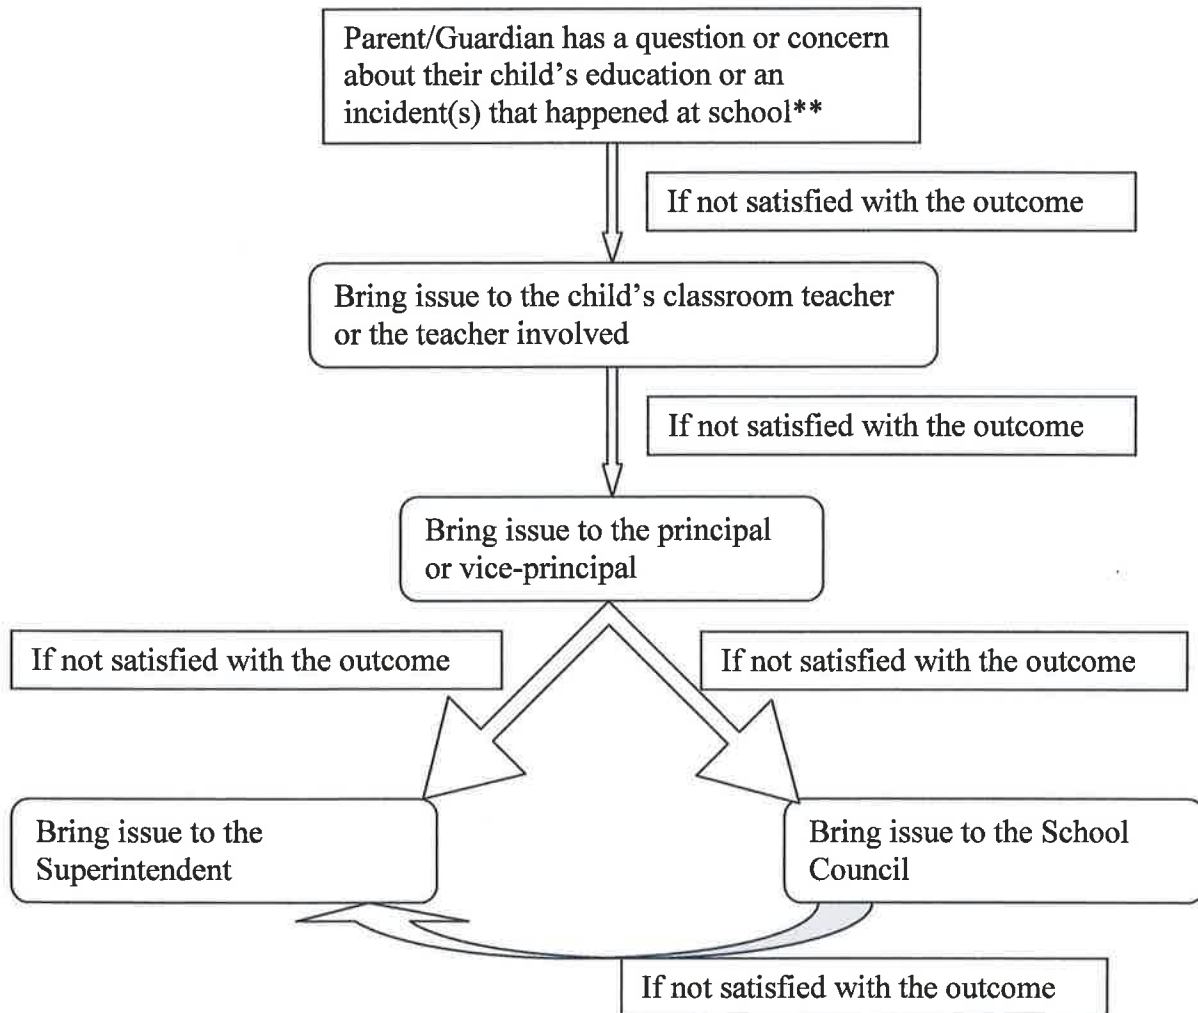 Parent/Guardian has a question or concern
about their child’s education or an
incident(s) that happened at school**
If not satisfied with the outcome
Bring issue to the child’s classroom teacher
or the teacher involved
If not satisfied with the outcome
Bring issue to the principal
or vice-principal
If not satisfied with the outcome
If not satisfied with the outcome
Bring issue to the
Superintendent
Bring issue to the School
Council
If not satisfied with the outcome